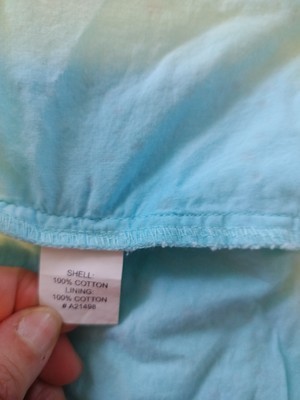 SHELL:
100% COTTON
LINING:
100% COTTON
# A21498